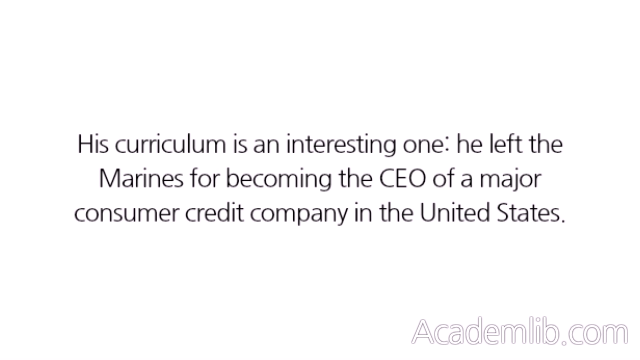 His curriculum is an interesting one: he left the
Marines for becoming the CEO of a major
consumer credit company in the United States.
Academlib.com